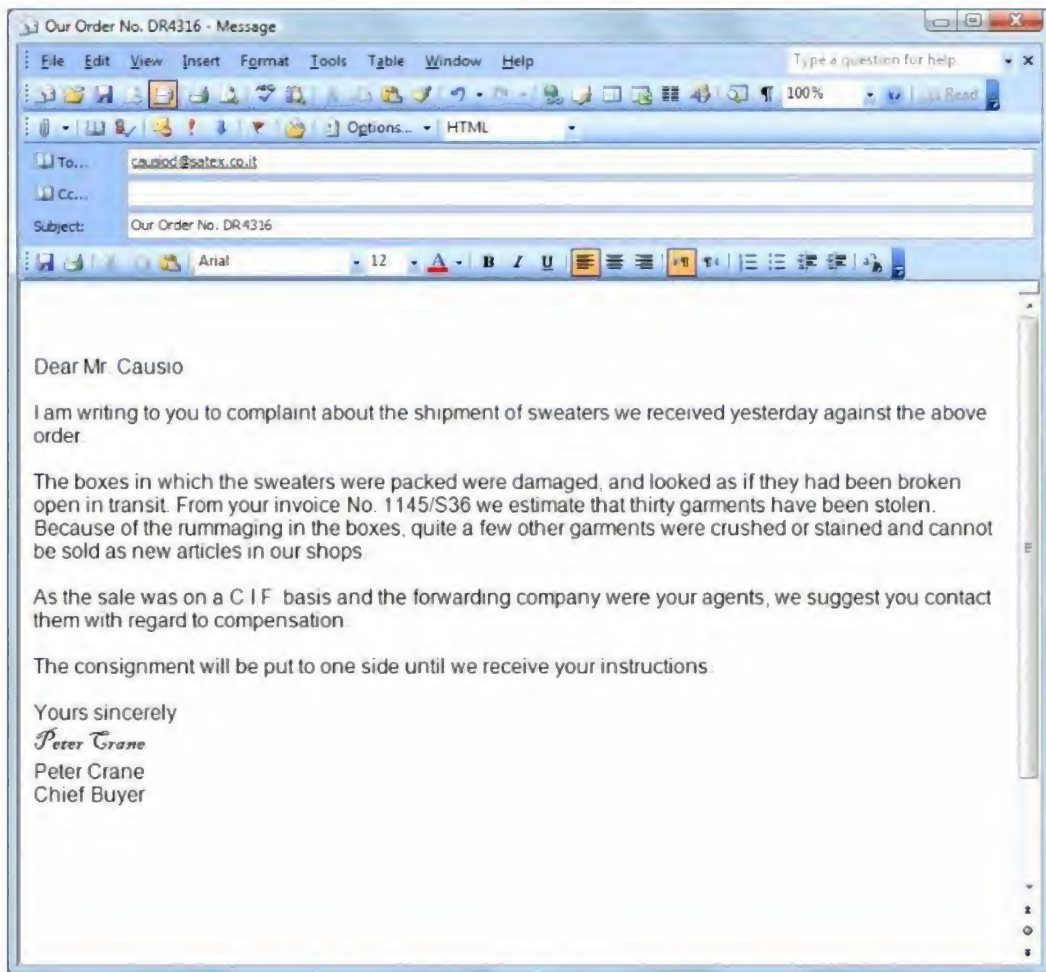 Our Order No. DR4316 - Message
File Edit View Insert Format Tools Table Window Help Type a question for help
100% Read
Options... HTML
To... causiod@satex.co.it
Cc...
Subject: Our Order No. DR4316
Arial 12 A B I U
Dear Mr. Causio
I am writing to you to complaint about the shipment of sweaters we received yesterday against the above
order.
The boxes in which the sweaters were packed were damaged, and looked as if they had been broken
open in transit. From your invoice No. 1145/S36 we estimate that thirty garments have been stolen.
Because of the rummaging in the boxes, quite a few other garments were crushed or stained and cannot
be sold as new articles in our shops.
As the sale was on a C I F basis and the forwarding company were your agents, we suggest you contact
them with regard to compensation.
The consignment will be put to one side until we receive your instructions.
Yours sincerely
Peter Crane
Peter Crane
Chief Buyer